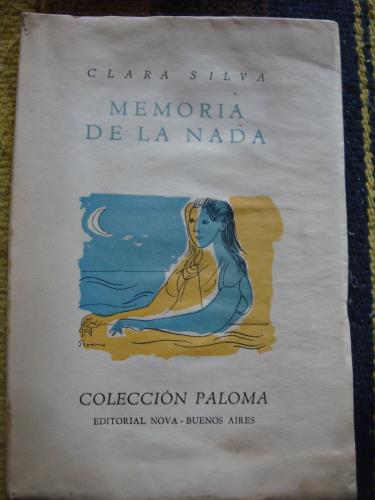 CLARA SILVA
MEMORIA
DE LA NADA
COLECCIÓN PALOMA
EDITORIAL NOVA - BUENOS AIRES